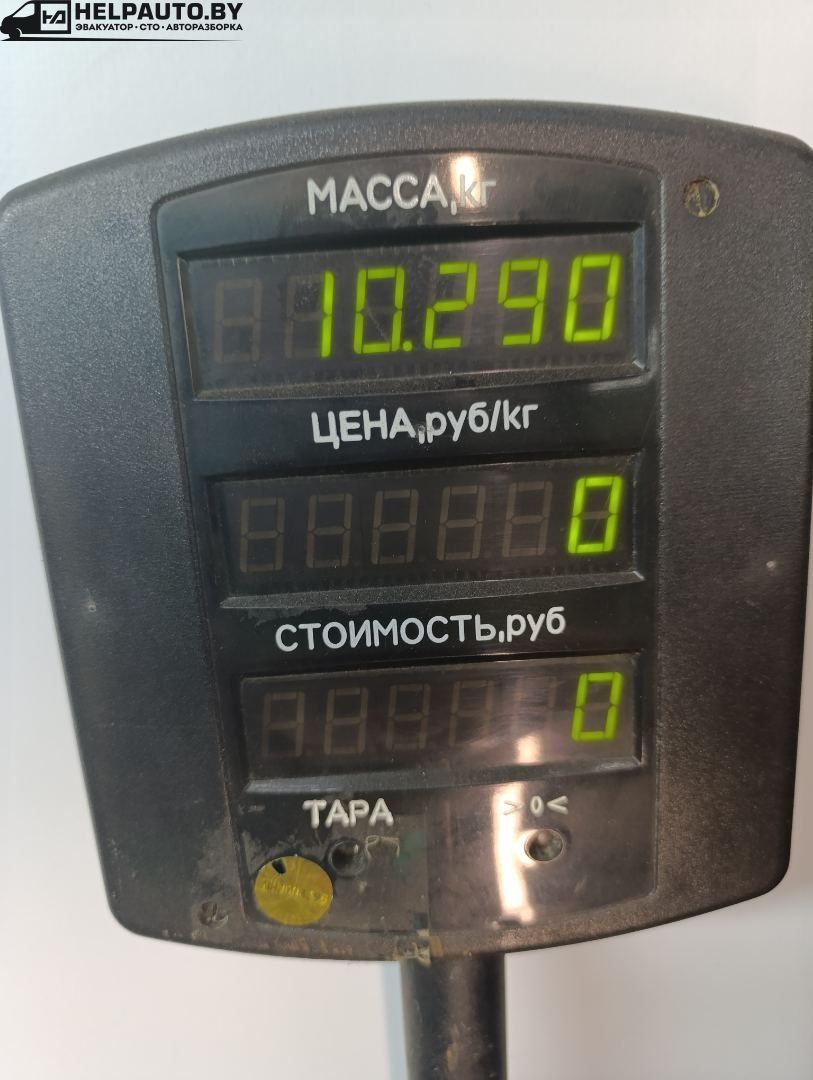 HELPAUTO.BY
ЭВАКУАТОР · СТО · АВТОРАЗБОРКА
МАССА,кг
10.290
ЦЕНА,руб/кг
0
СТОИМОСТЬ,руб
0
ТАРА >0<